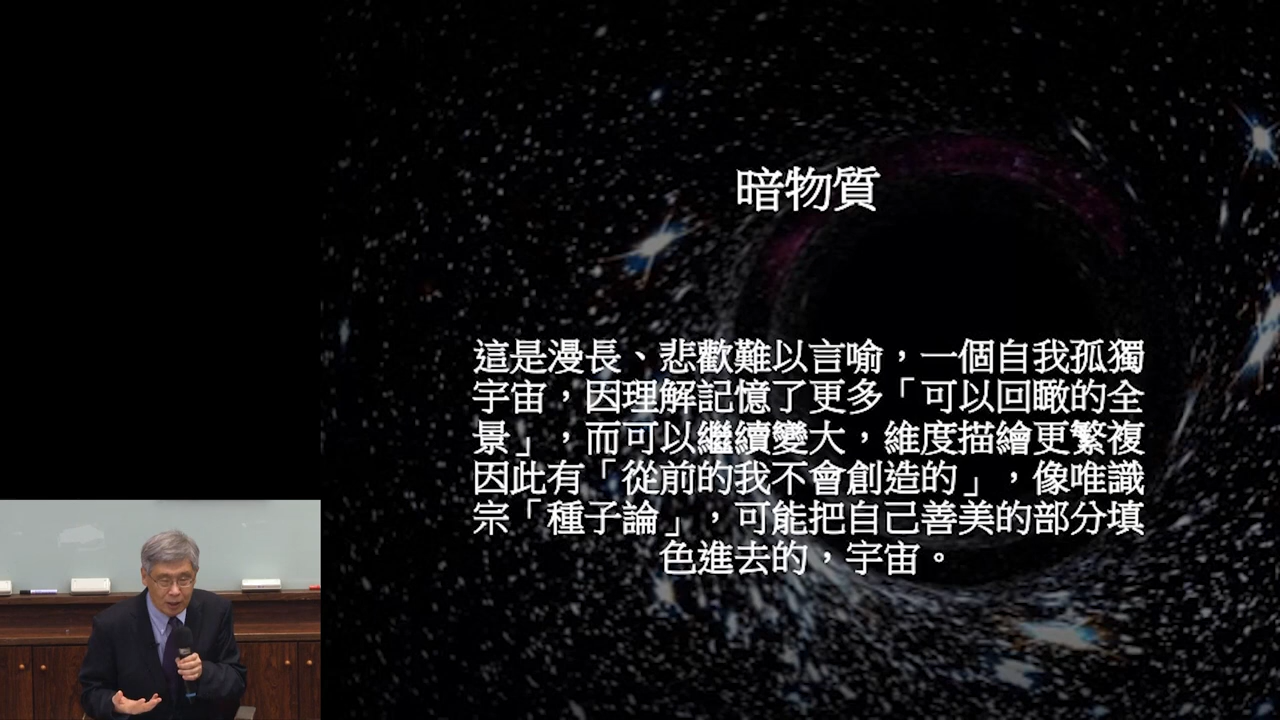 暗物質
這是漫長、悲歡難以言喻，一個自我孤獨
宇宙，因理解記憶了更多「可以回瞰的全
景」，而可以繼續變大，維度描繪更繁複
因此有「從前的我不會創造的」，像唯識
宗「種子論」，可能把自己善美的部分填
色進去的，宇宙。